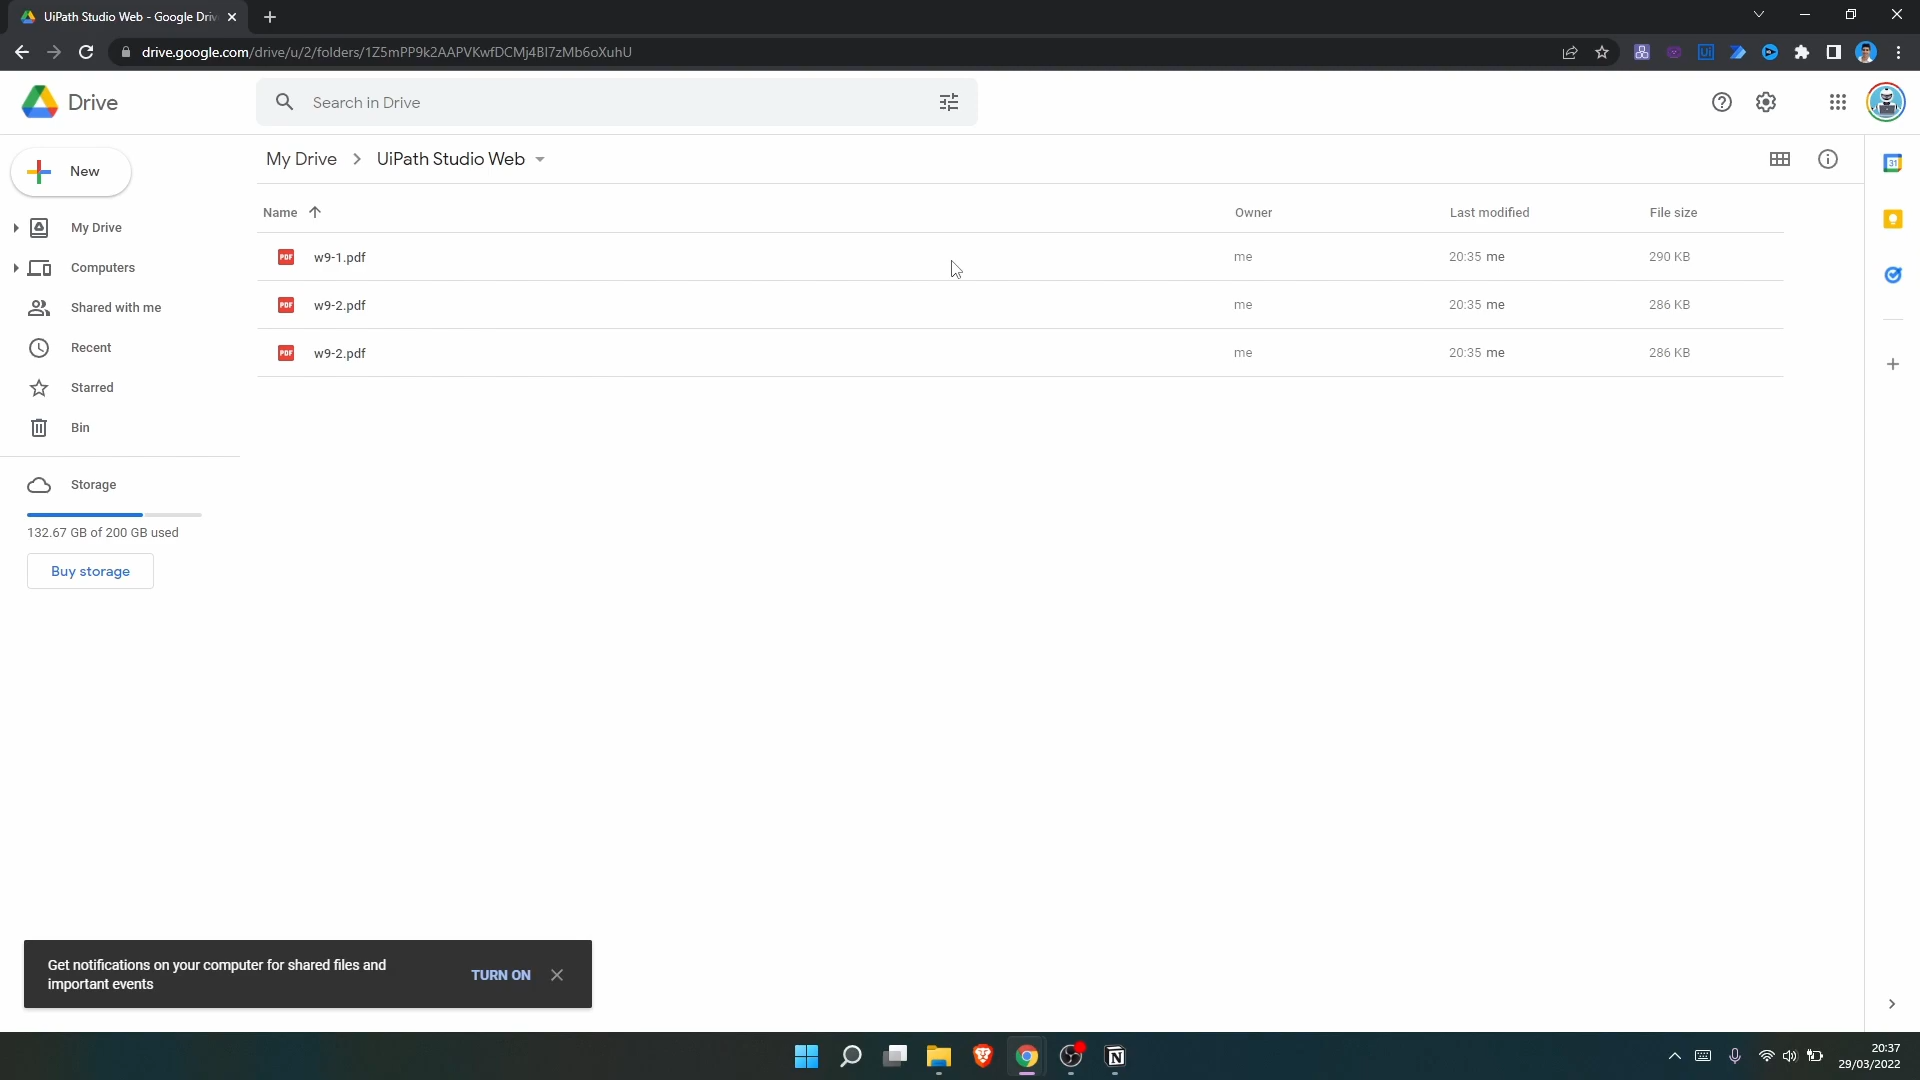 UiPath Studio Web - Google Driv
drive.google.com/drive/u/2/folders/1Z5mPP9k2AAPVKwfDCMj4BI7zMb6oXuhU
Drive
Search in Drive
New
My Drive
Computers
Shared with me
Recent
Starred
Bin
Storage
132.67 GB of 200 GB used
Buy storage
My Drive UiPath Studio Web
Name Owner Last modified File size
PDF w9-1.pdf me 20:35 me 290 KB
PDF w9-2.pdf me 20:35 me 286 KB
PDF w9-2.pdf me 20:35 me 286 KB
31
Get notifications on your computer for shared files and
important events
TURN ON
20:37
29/03/2022